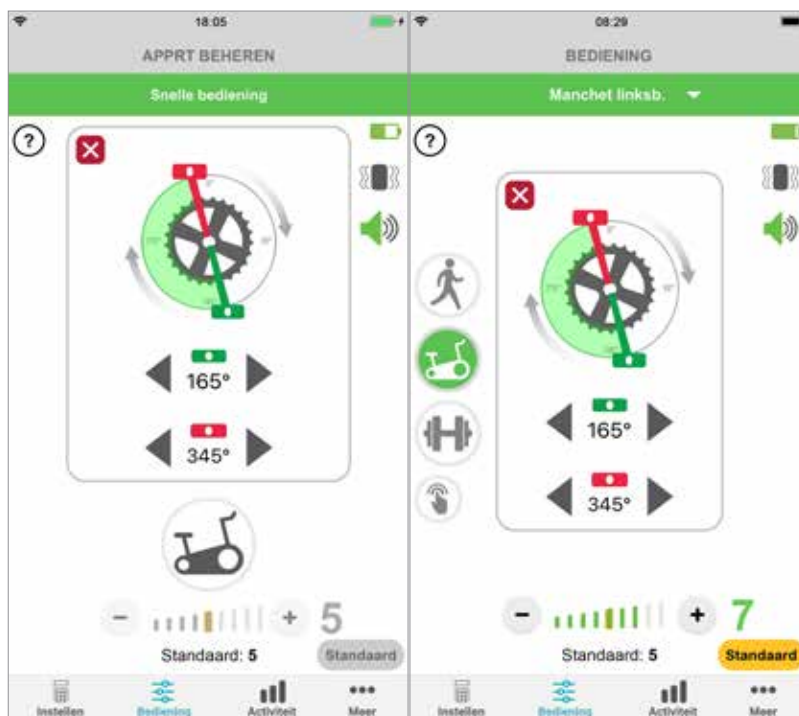 18:05
APPRT BEHEREN
Snelle bediening
?
165°
345°
− + 5
Standaard: 5
Standaard
Instellen Bediening Activiteit Meer
08:29
BEDIENING
Manchet linksb.
?
165°
345°
− + 7
Standaard: 5
Standaard
Instellen Bediening Activiteit Meer